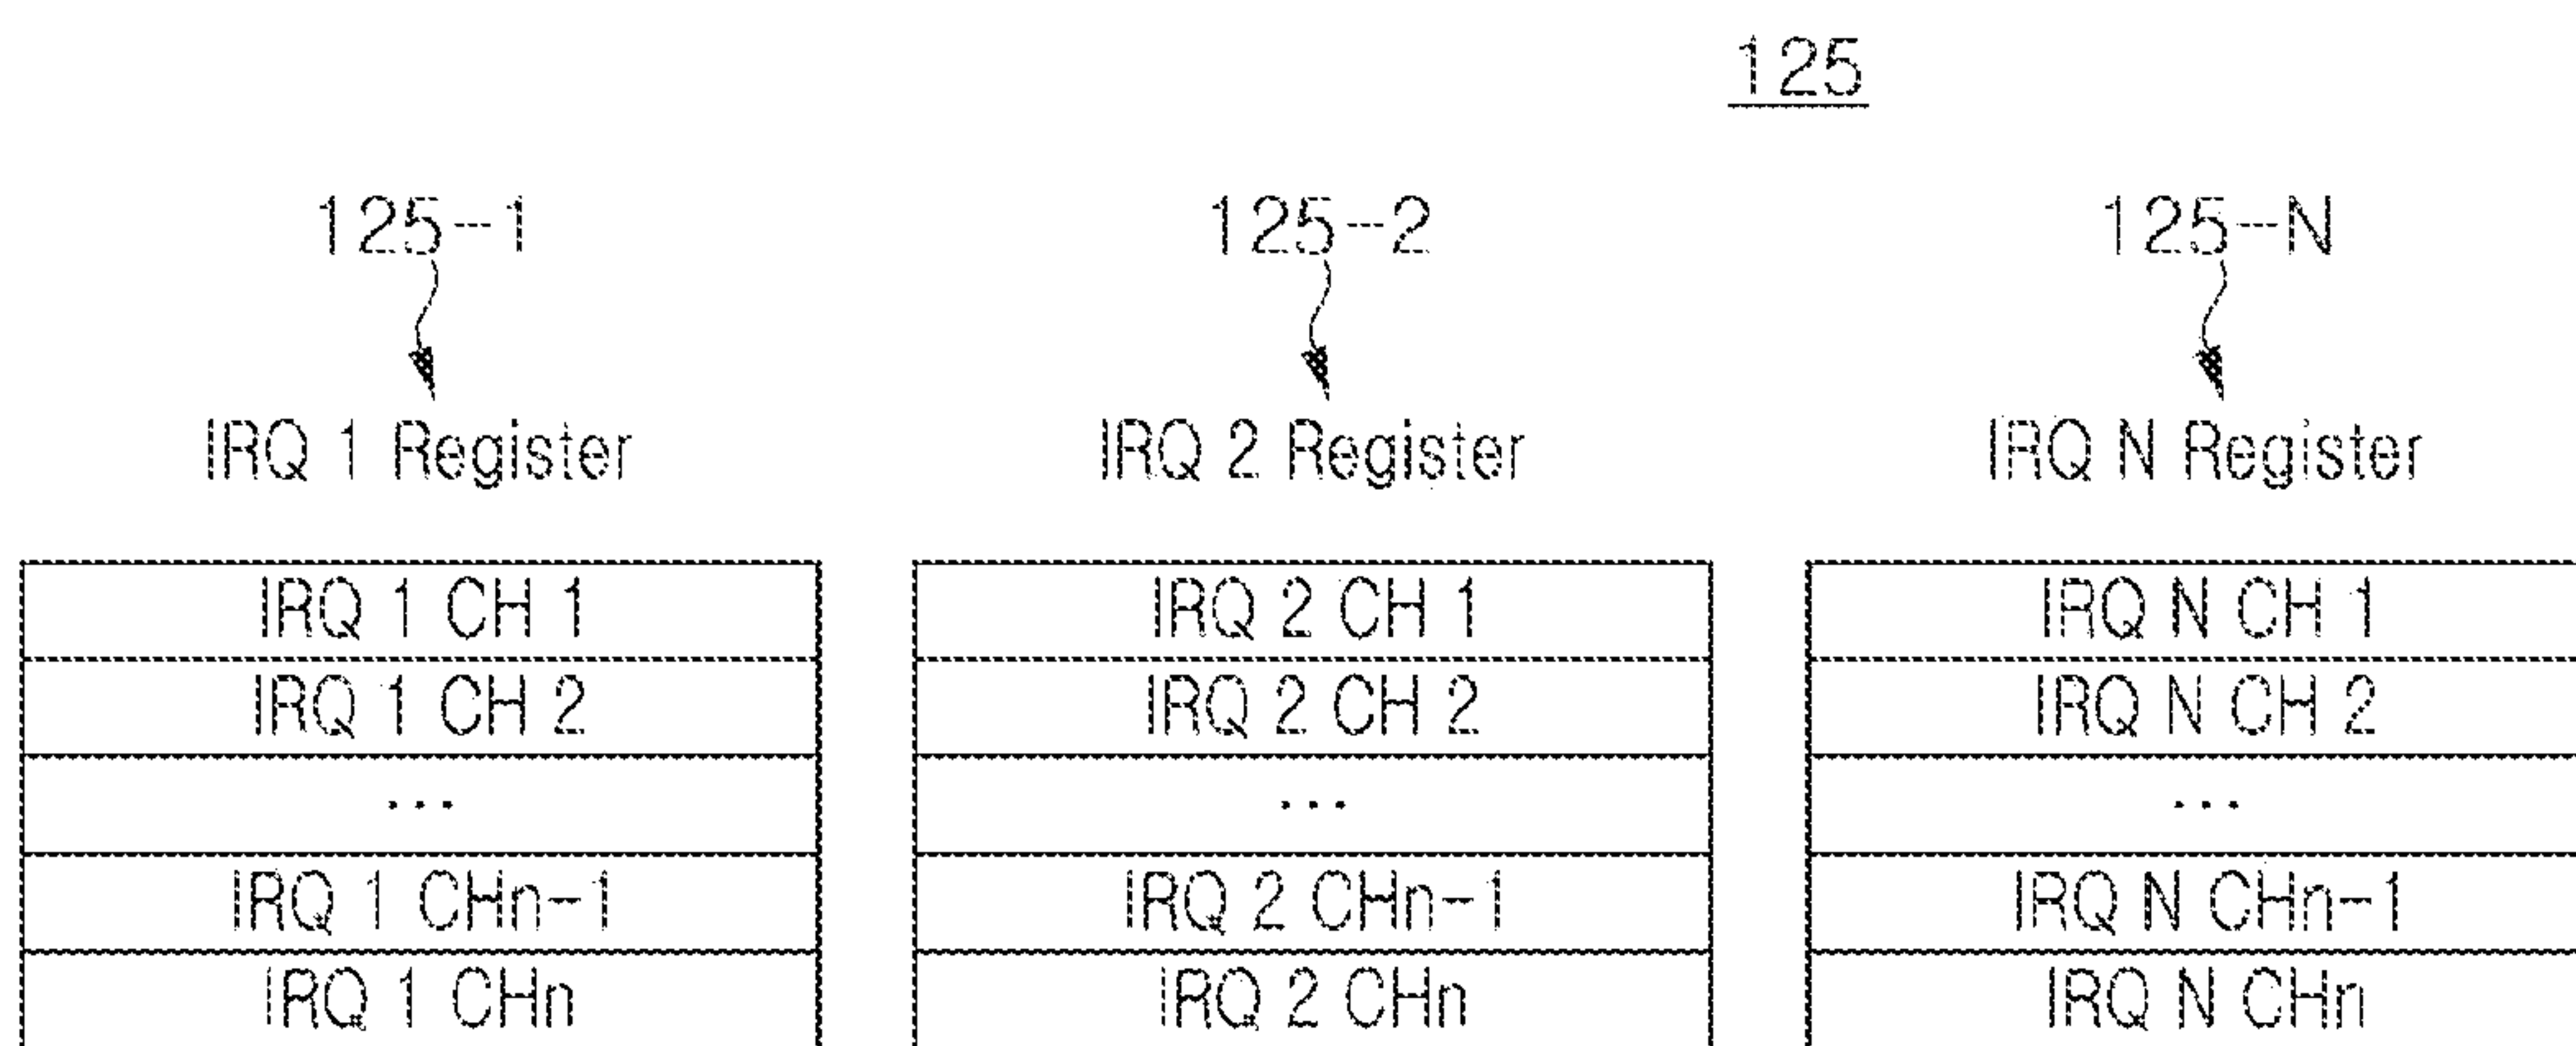 125
125-1 125-2 125-N
IRQ 1 Register IRQ 2 Register IRQ N Register
IRQ 1 CH 1 IRQ 2 CH 1 IRQ N CH 1
IRQ 1 CH 2 IRQ 2 CH 2 IRQ N CH 2
... ... ...
IRQ 1 CHn-1 IRQ 2 CHn-1 IRQ N CHn-1
IRQ 1 CHn IRQ 2 CHn IRQ N CHn